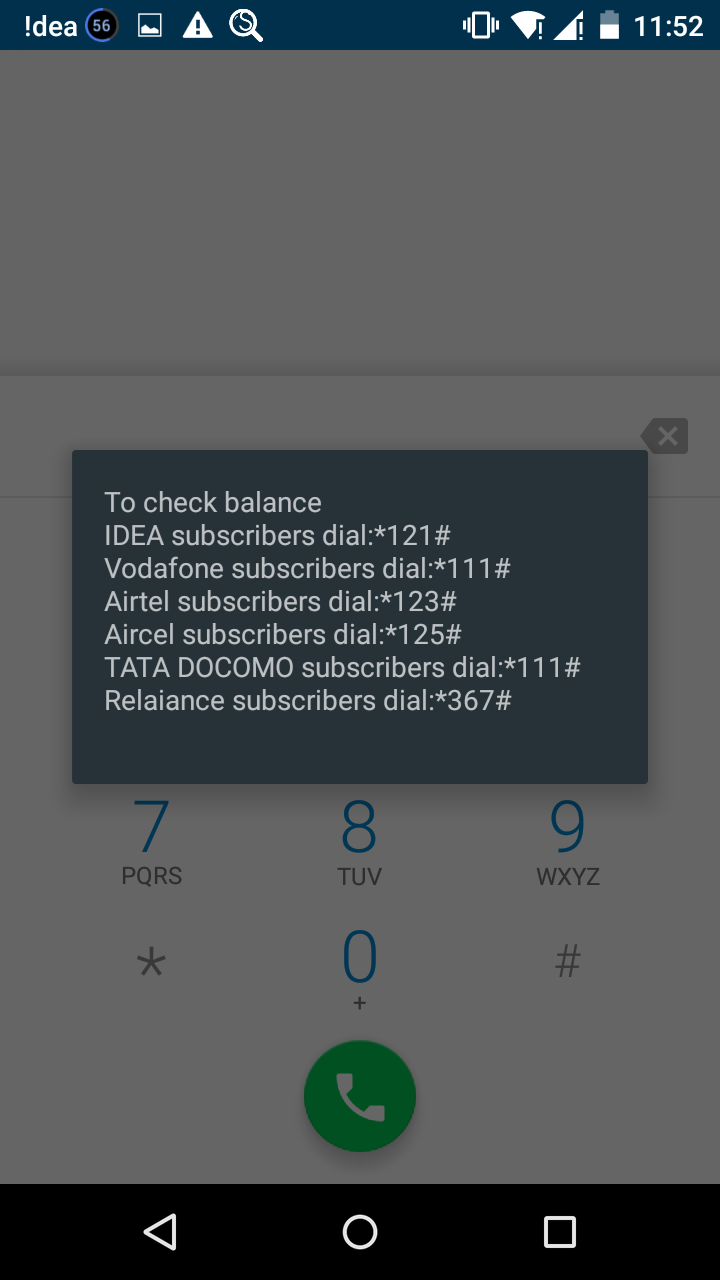 !dea 56 11:52
To check balance
IDEA subscribers dial:*121#
Vodafone subscribers dial:*111#
Airtel subscribers dial:*123#
Aircel subscribers dial:*125#
TATA DOCOMO subscribers dial:*111#
Relaiance subscribers dial:*367#
7 8 9
PQRS TUV WXYZ
* 0 #
+